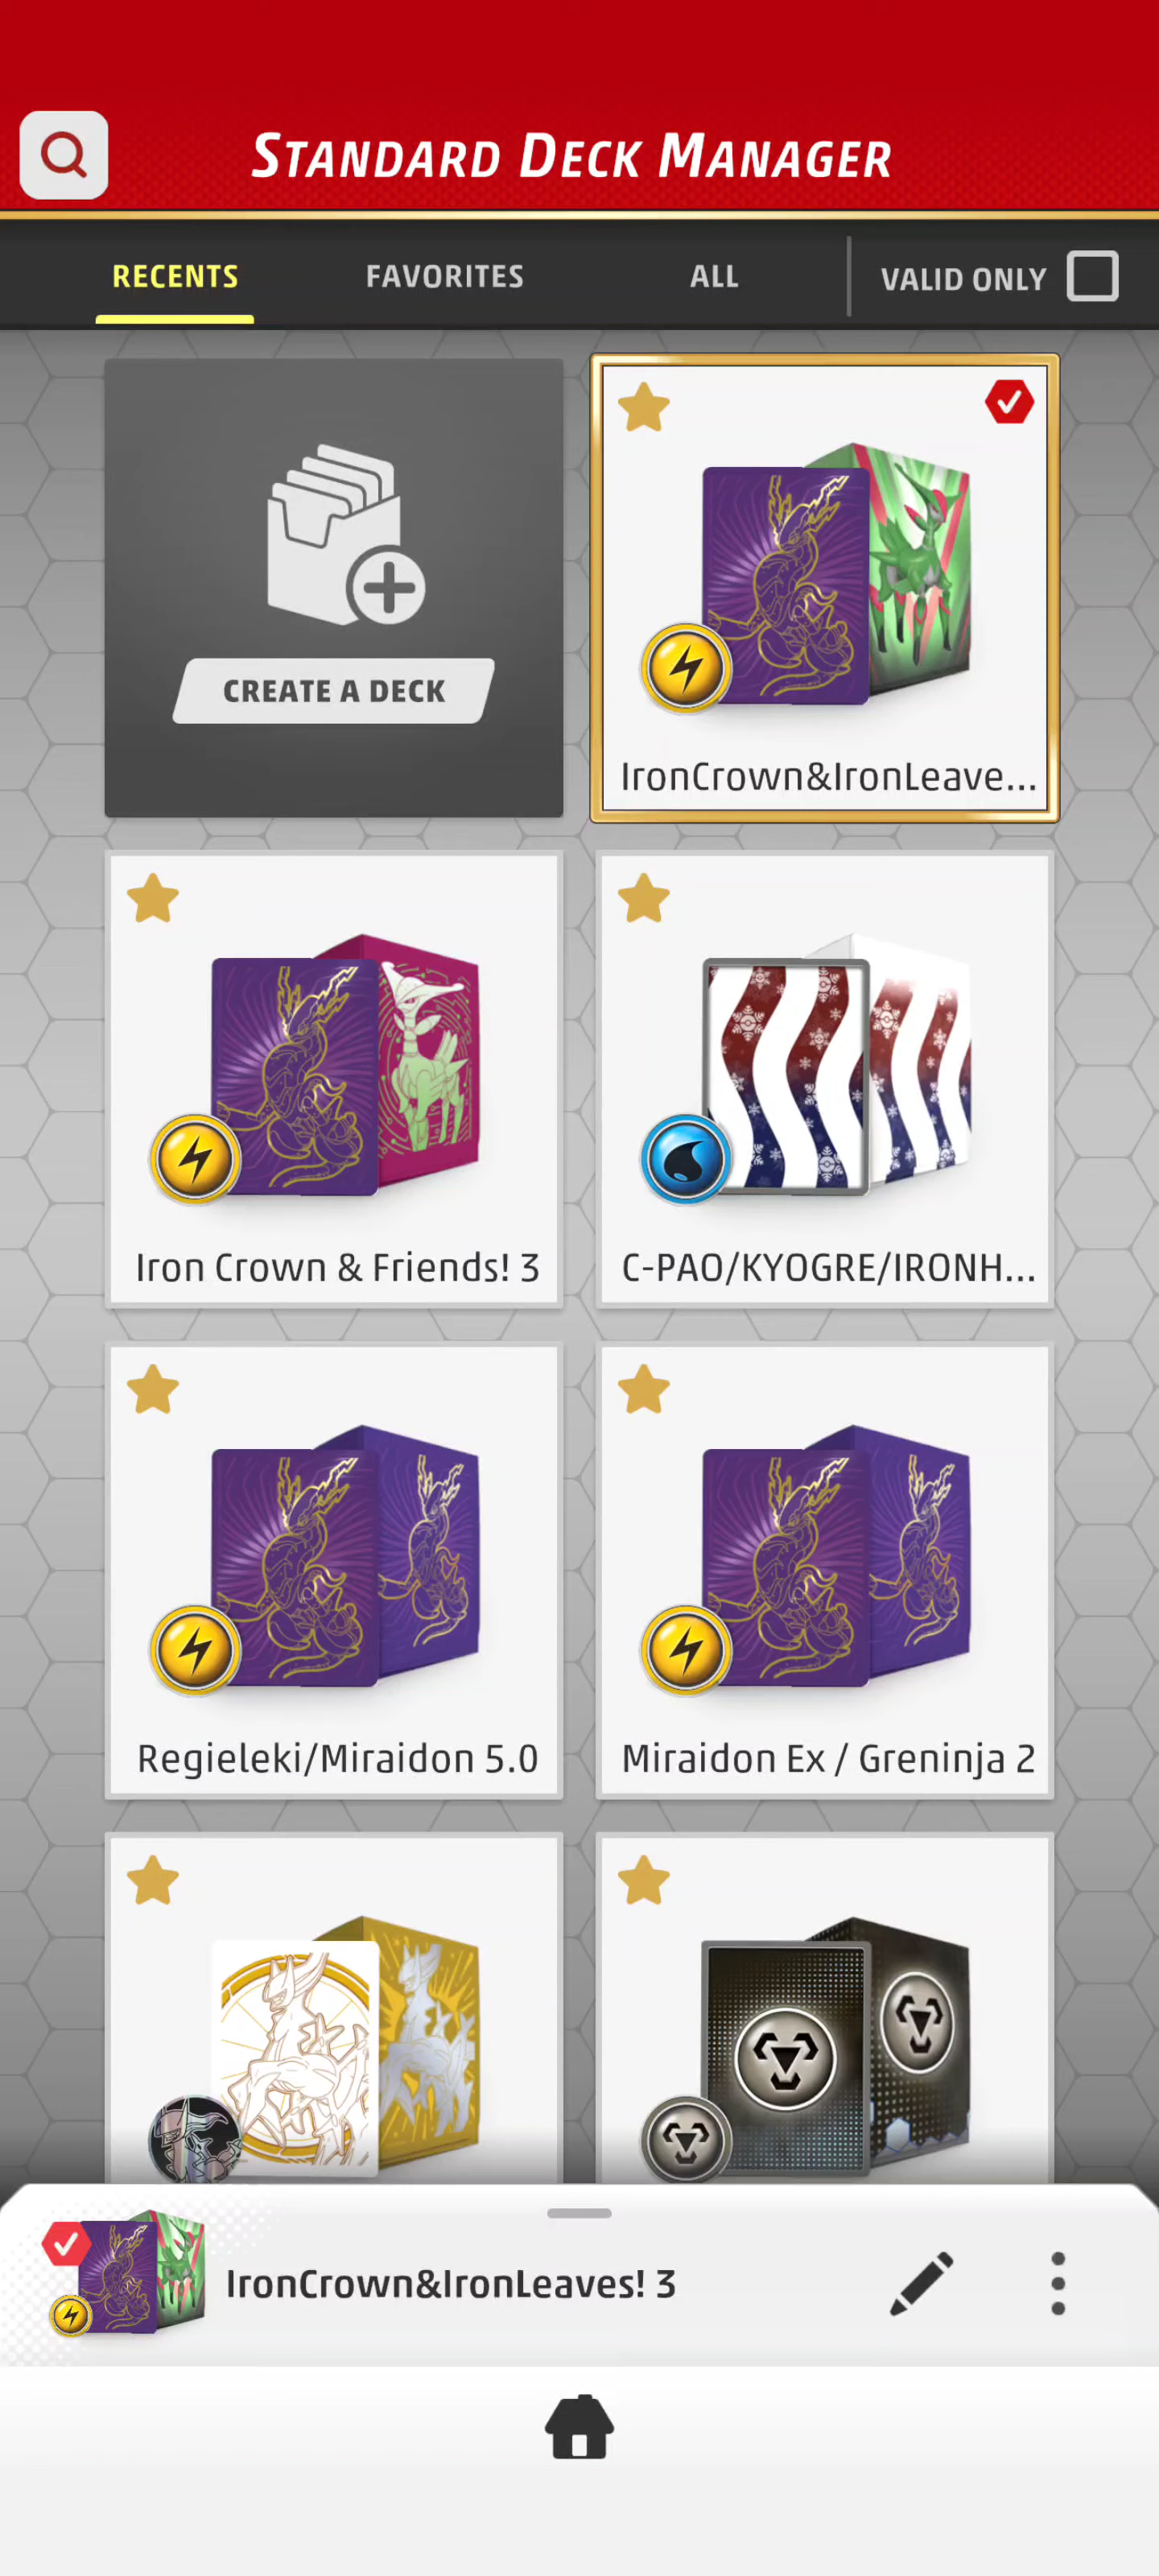 STANDARD DECK MANAGER
RECENTS
FAVORITES
ALL
VALID ONLY
CREATE A DECK
IronCrown&IronLeave...
Iron Crown & Friends! 3
C-PAO/KYOGRE/IRONH...
Regieleki/Miraidon 5.0
Miraidon Ex / Greninja 2
IronCrown&IronLeaves! 3